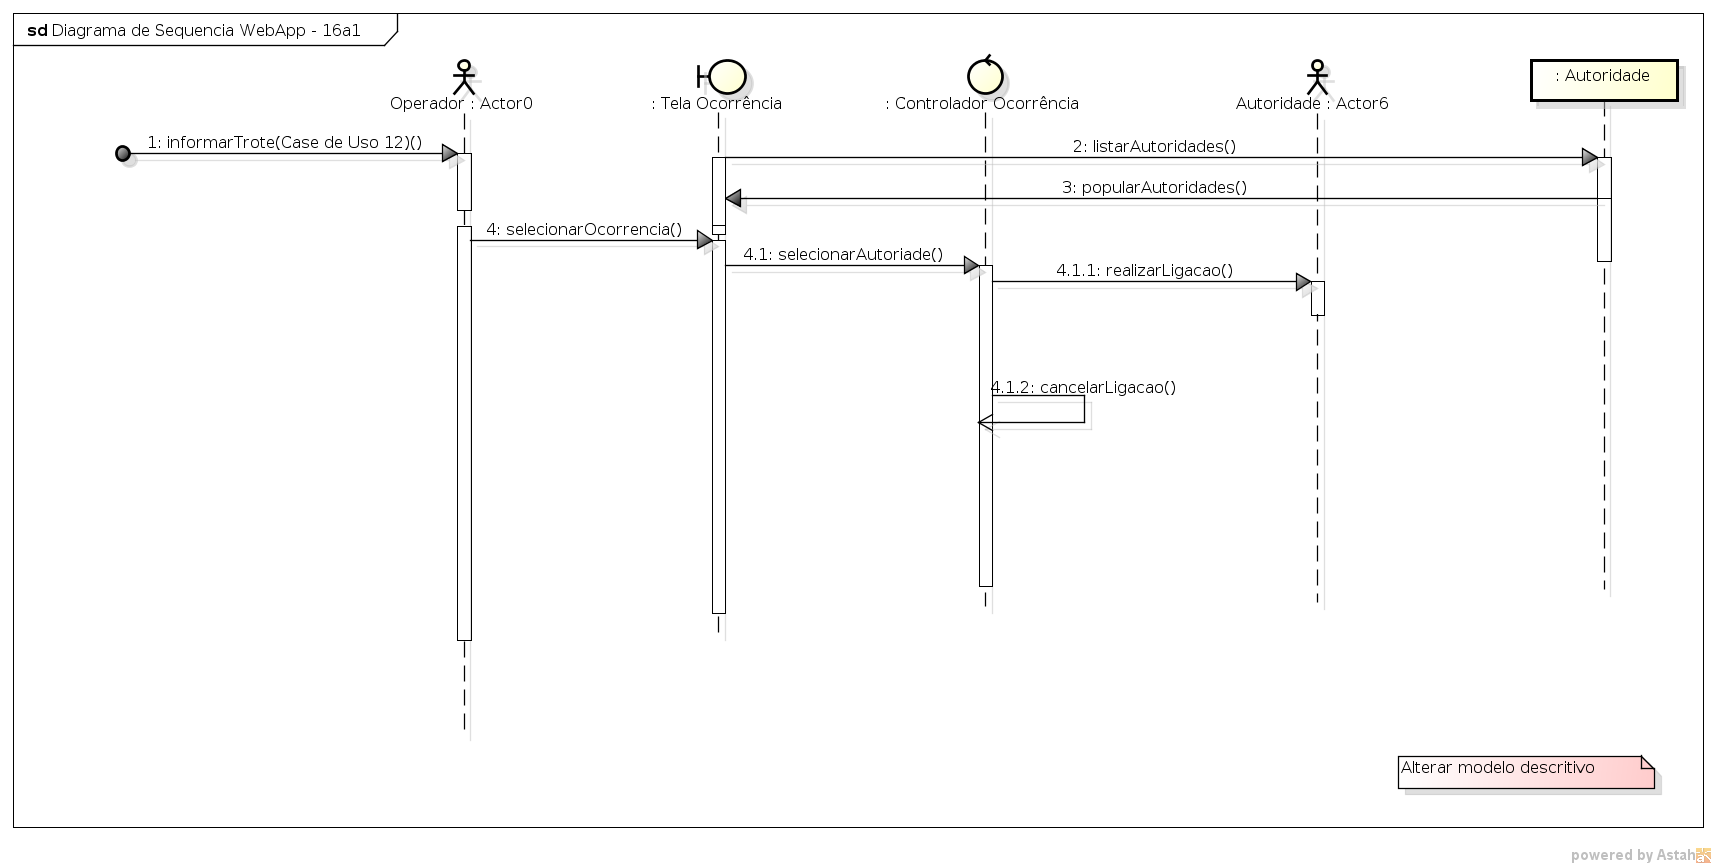 sd Diagrama de Sequencia WebApp - 16a1
Operador : Actor0
: Tela Ocorrência
: Controlador Ocorrência
Autoridade : Actor6
: Autoridade
1: informarTrote(Case de Uso 12)()
2: listarAutoridades()
3: popularAutoridades()
4: selecionarOcorrencia()
4.1: selecionarAutoriade()
4.1.1: realizarLigacao()
4.1.2: cancelarLigacao()
Alterar modelo descritivo
powered by Astah